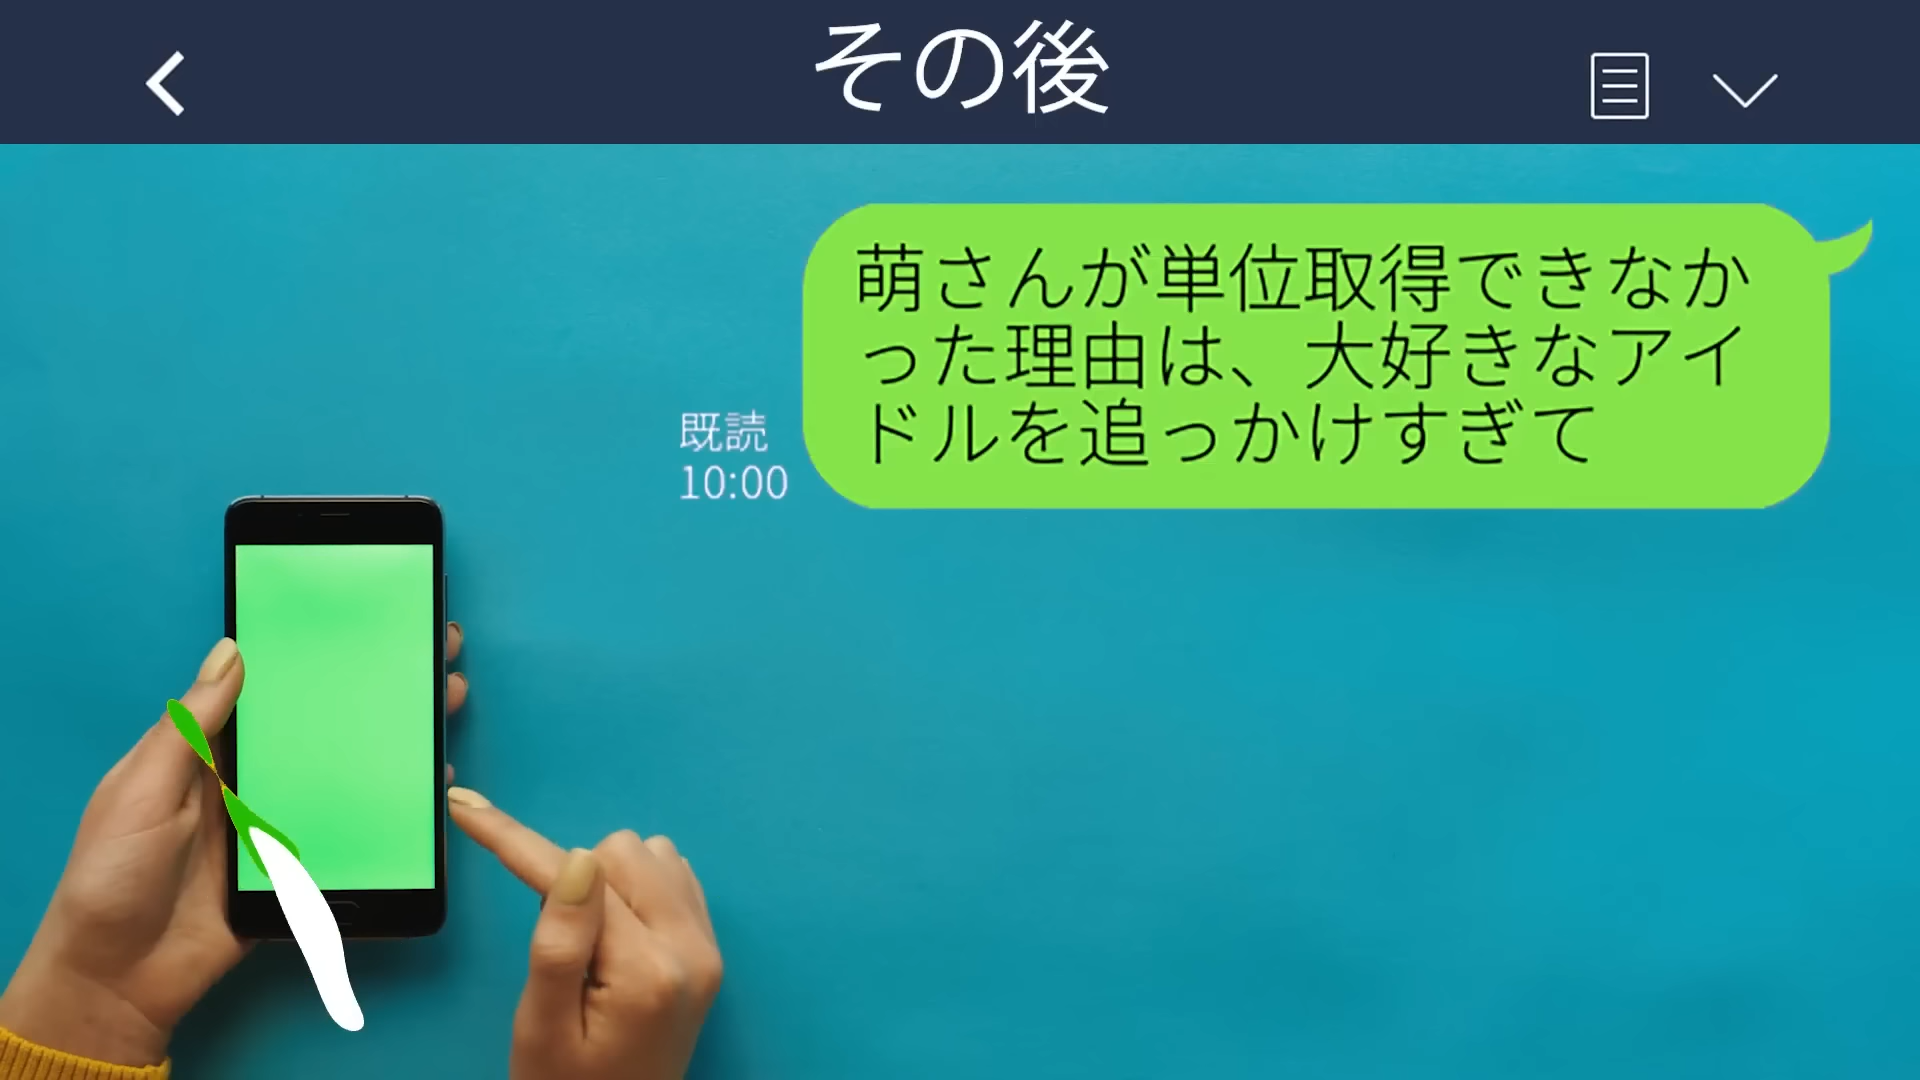 その後
萌さんが単位取得できなか
った理由は、大好きなアイ
ドルを追っかけすぎて
既読
10:00